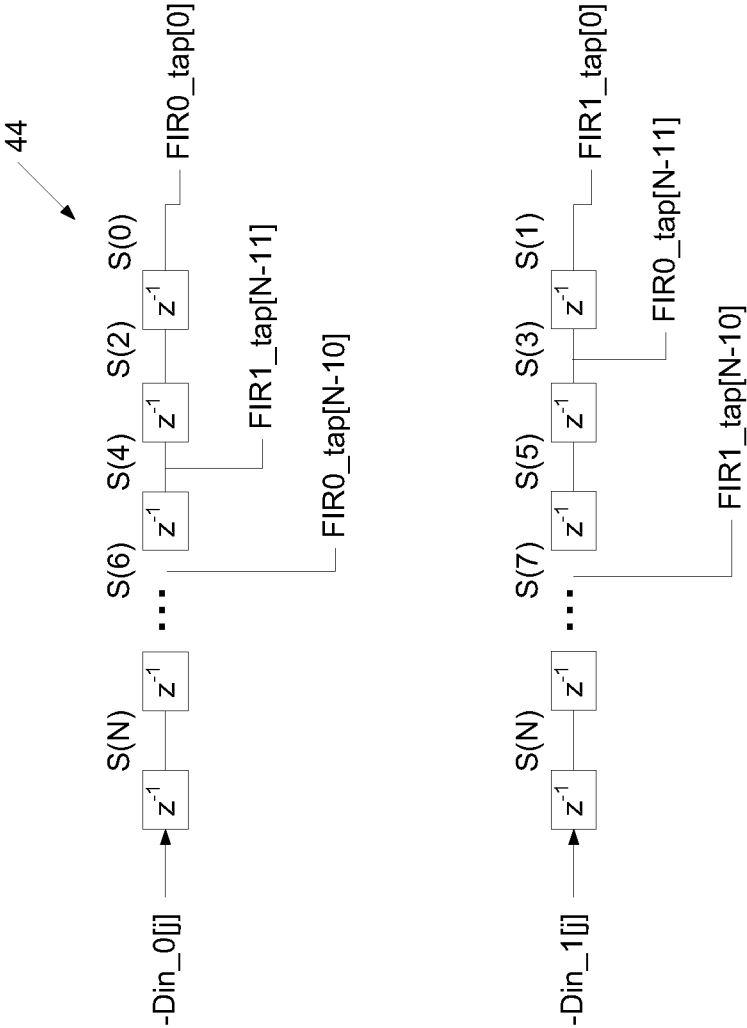 44
S(N)
S(6)
S(4)
S(2)
S(0)
-Din_0[j]
z⁻¹
z⁻¹
...
z⁻¹
z⁻¹
z⁻¹
FIR0_tap[0]
FIR1_tap[N-11]
FIR0_tap[N-10]
S(N)
S(7)
S(5)
S(3)
S(1)
-Din_1[j]
z⁻¹
z⁻¹
...
z⁻¹
z⁻¹
z⁻¹
FIR1_tap[0]
FIR0_tap[N-11]
FIR1_tap[N-10]